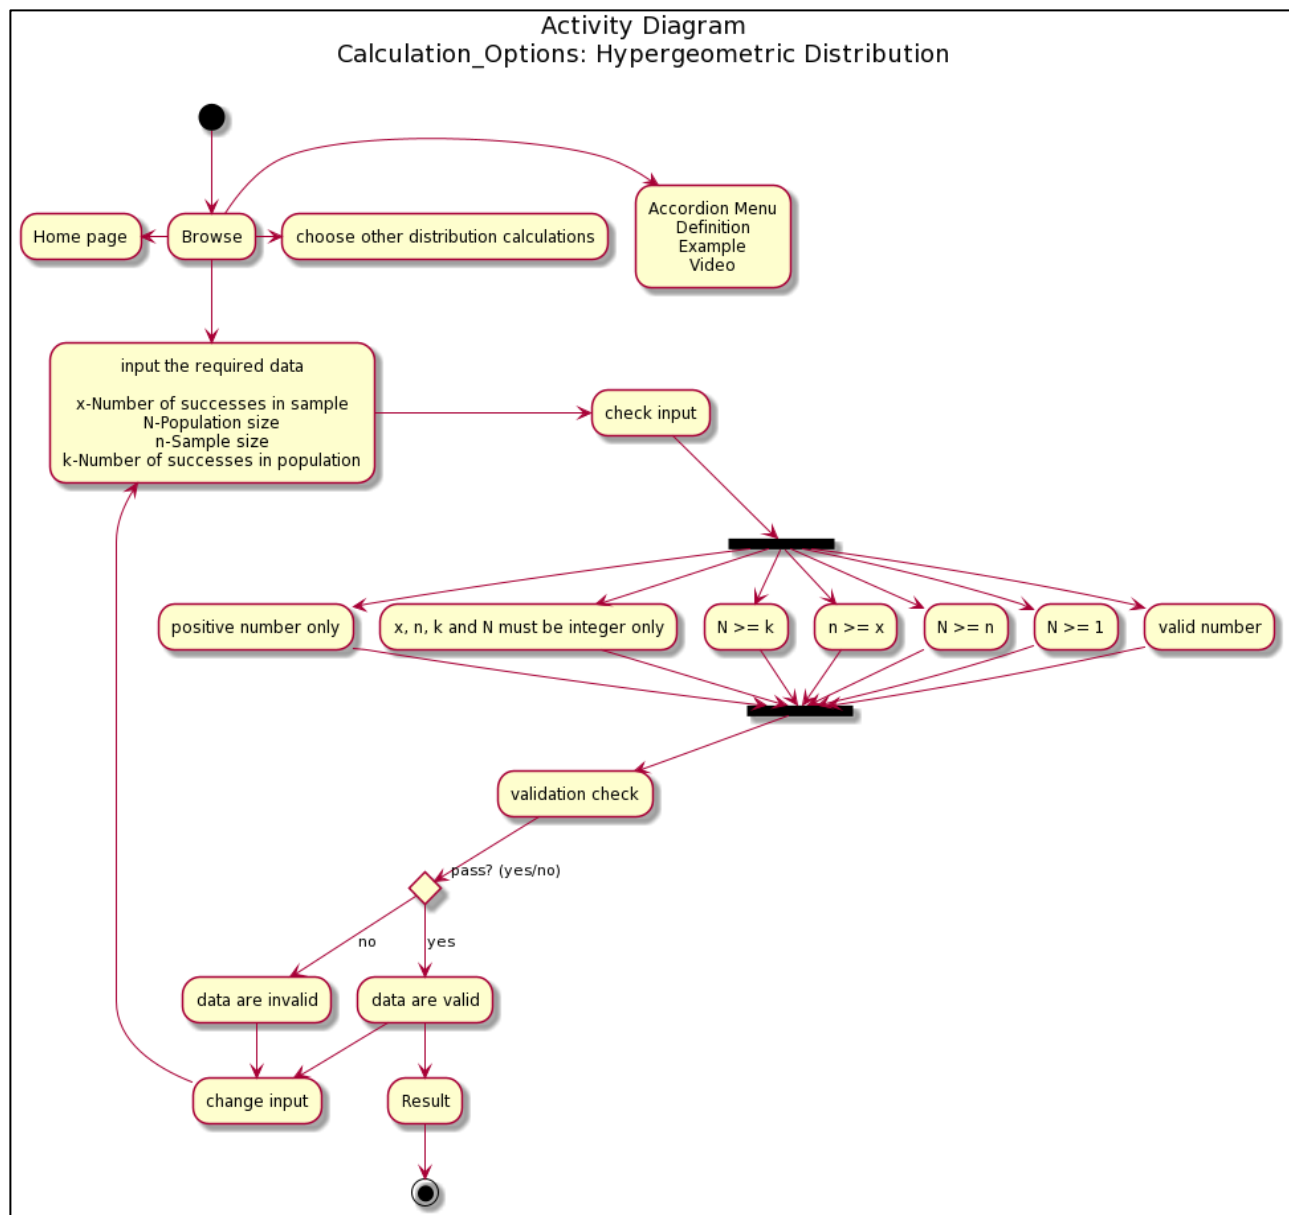 Activity Diagram
Calculation_Options: Hypergeometric Distribution
Accordion Menu
Definition
Example
Video
Home page
Browse
choose other distribution calculations
input the required data
x-Number of successes in sample
N-Population size
n-Sample size
k-Number of successes in population
check input
positive number only
x, n, k and N must be integer only
N >= k
n >= x
N >= n
N >= 1
valid number
validation check
pass? (yes/no)
no
yes
data are invalid
data are valid
change input
Result